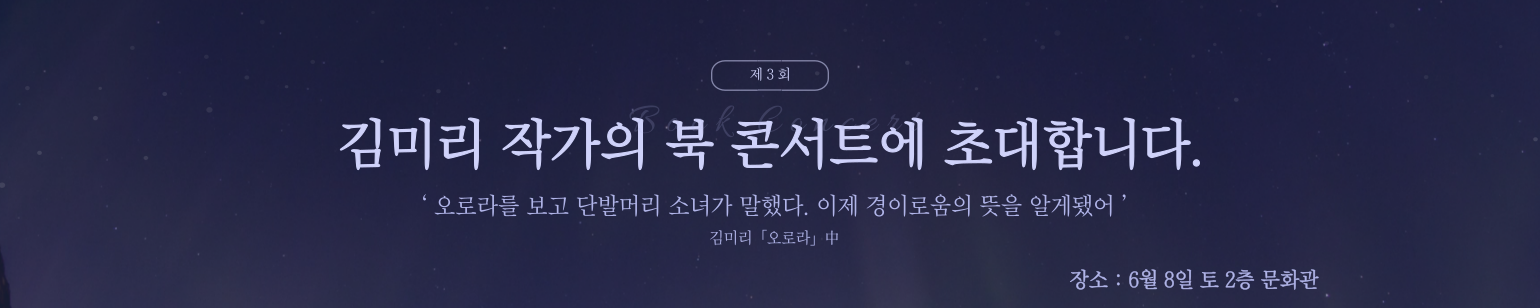 제3회
Book Concert
김미리 작가의 북 콘서트에 초대합니다.
‘ 오로라를 보고 단발머리 소녀가 말했다. 이제 경이로움의 뜻을 알게됐어 ’
김미리「오로라」中
장소 : 6월 8일 토 2층 문화관